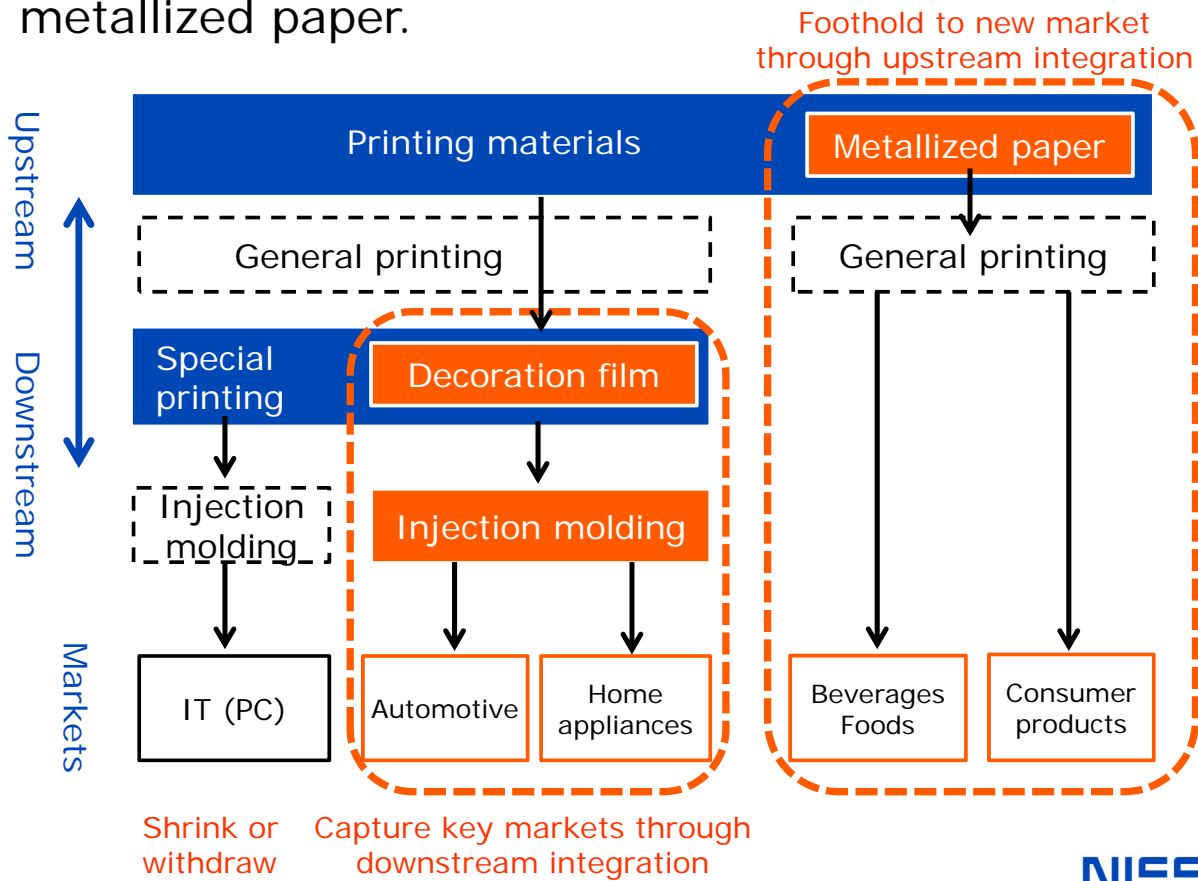 metallized paper.
Foothold to new market
through upstream integration
Upstream
Downstream
Markets
Printing materials
Metallized paper
General printing
General printing
Special
printing
Decoration film
Injection
molding
Injection molding
IT (PC)
Automotive
Home
appliances
Beverages
Foods
Consumer
products
Shrink or
withdraw
Capture key markets through
downstream integration